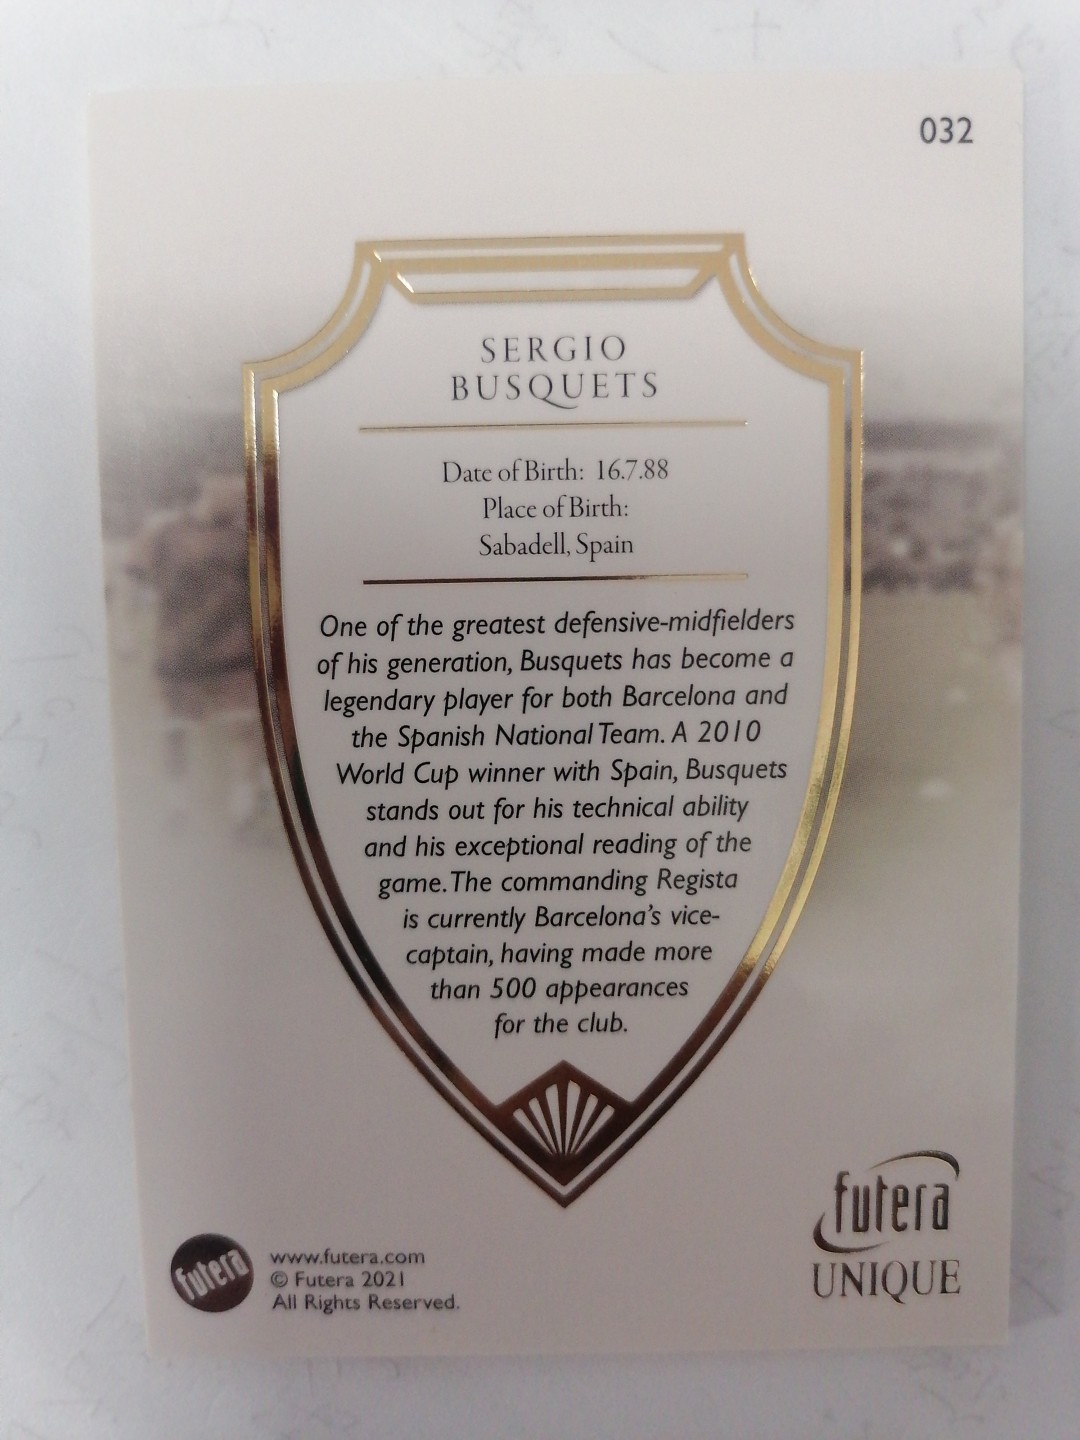 032
SERGIO
BUSQUETS
Date of Birth: 16.7.88
Place of Birth:
Sabadell, Spain
One of the greatest defensive-midfielders
of his generation, Busquets has become a
legendary player for both Barcelona and
the Spanish National Team. A 2010
World Cup winner with Spain, Busquets
stands out for his technical ability
and his exceptional reading of the
game. The commanding Regista
is currently Barcelona's vice-
captain, having made more
than 500 appearances
for the club.
futera
UNIQUE
futera
www.futera.com
© Futera 2021
All Rights Reserved.